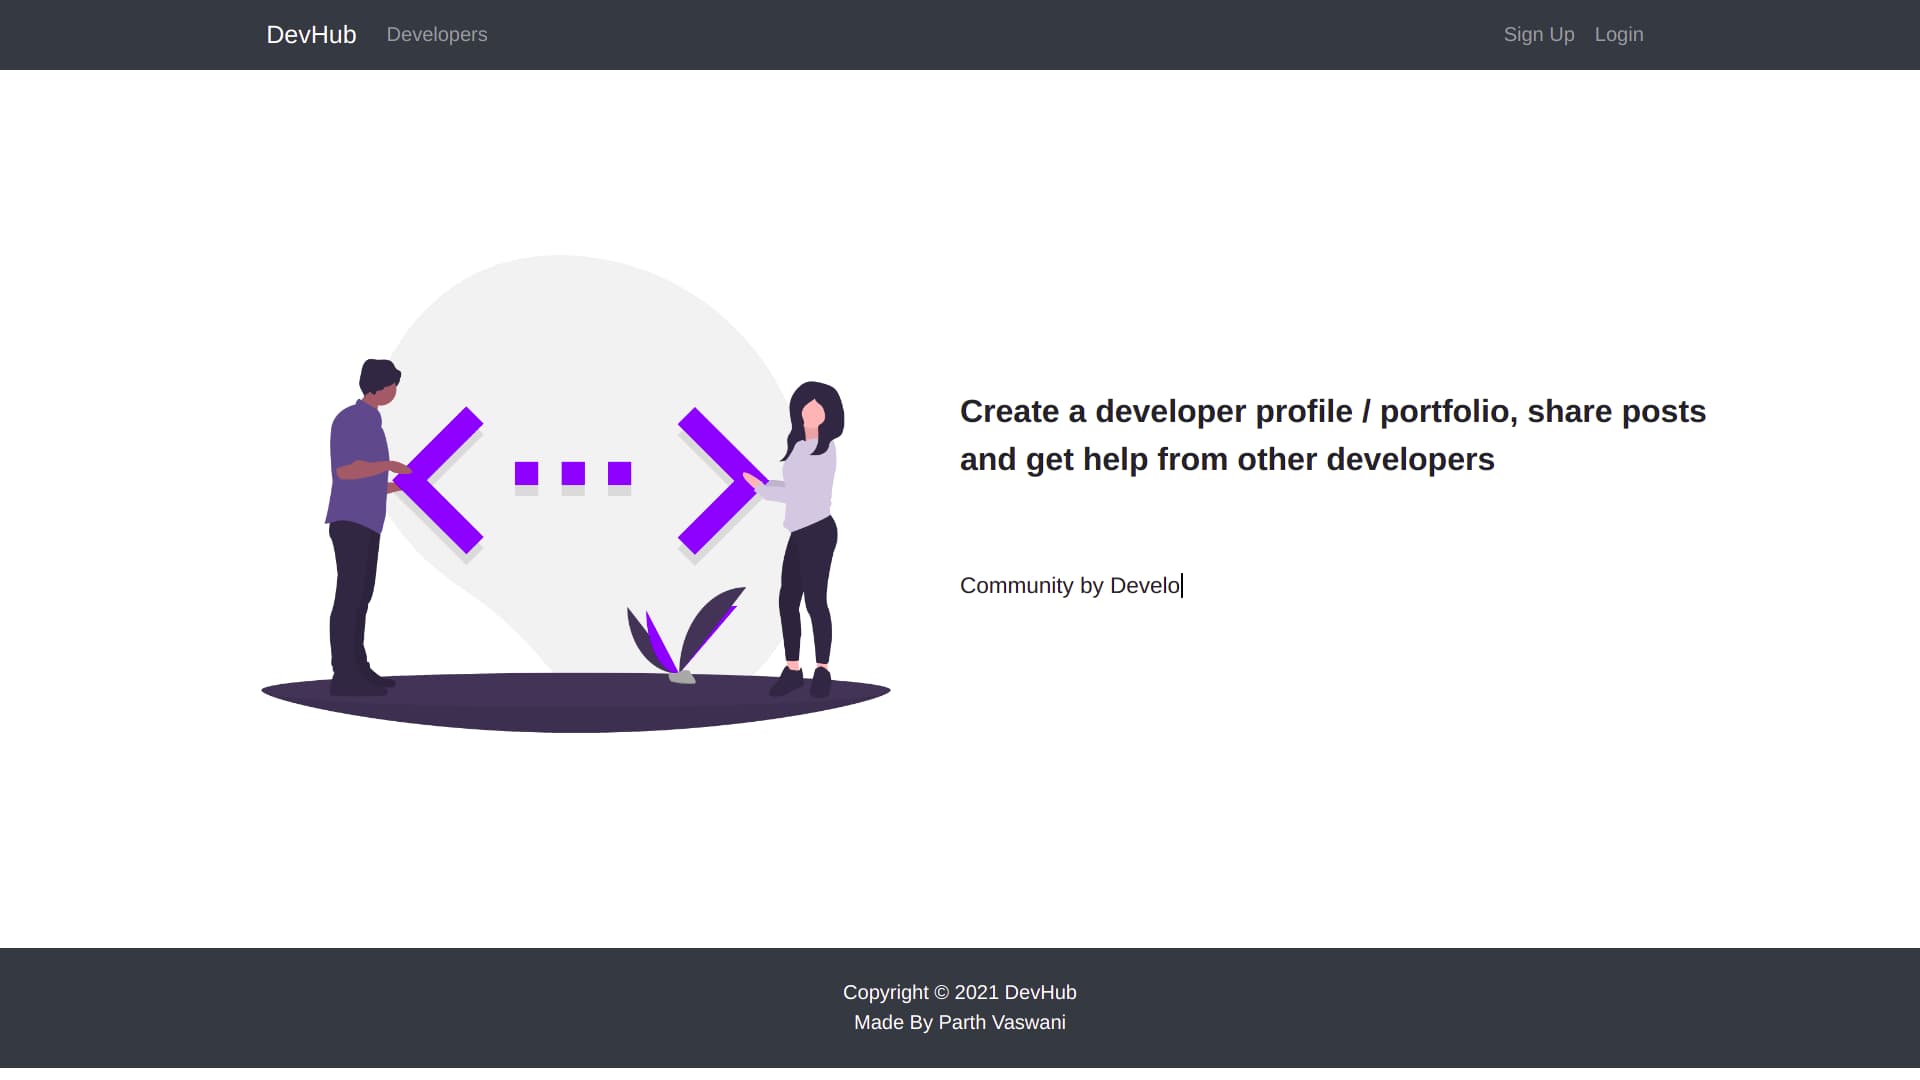 DevHub Developers Sign Up Login
Create a developer profile / portfolio, share posts
and get help from other developers
Community by Develo
Copyright © 2021 DevHub
Made By Parth Vaswani